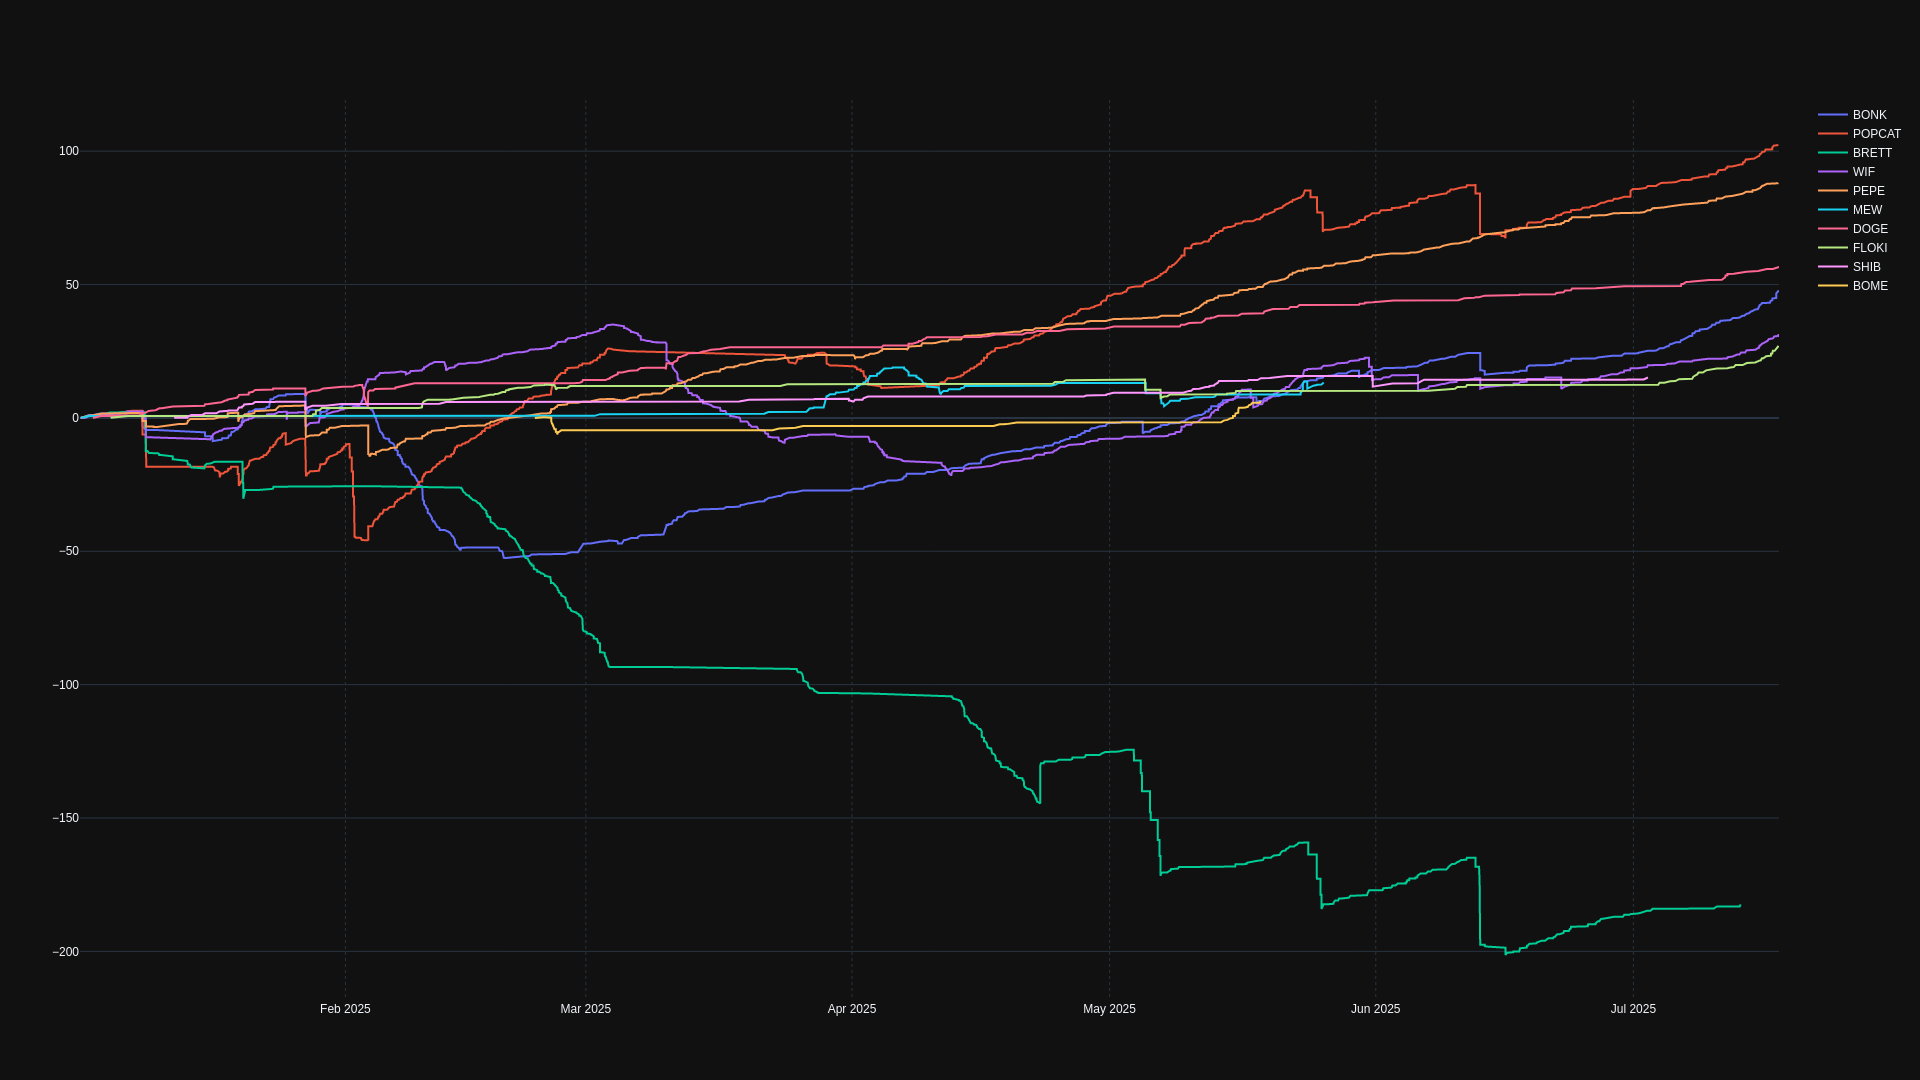 100
50
0
−50
−100
−150
−200
Feb 2025
Mar 2025
Apr 2025
May 2025
Jun 2025
Jul 2025
BONK
POPCAT
BRETT
WIF
PEPE
MEW
DOGE
FLOKI
SHIB
BOME